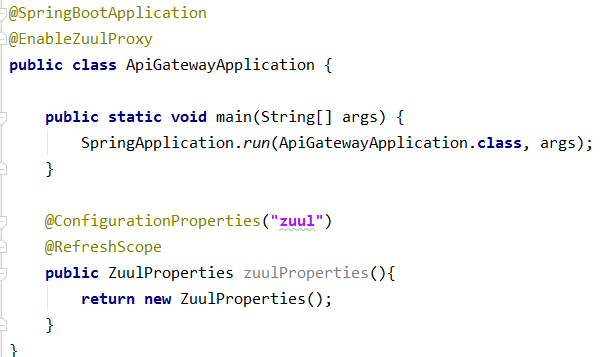 @SpringBootApplication
@EnableZuulProxy
public class ApiGatewayApplication {
public static void main(String[] args) {
SpringApplication.run(ApiGatewayApplication.class, args);
}
@ConfigurationProperties("zuul")
@RefreshScope
public ZuulProperties zuulProperties(){
return new ZuulProperties();
}
}